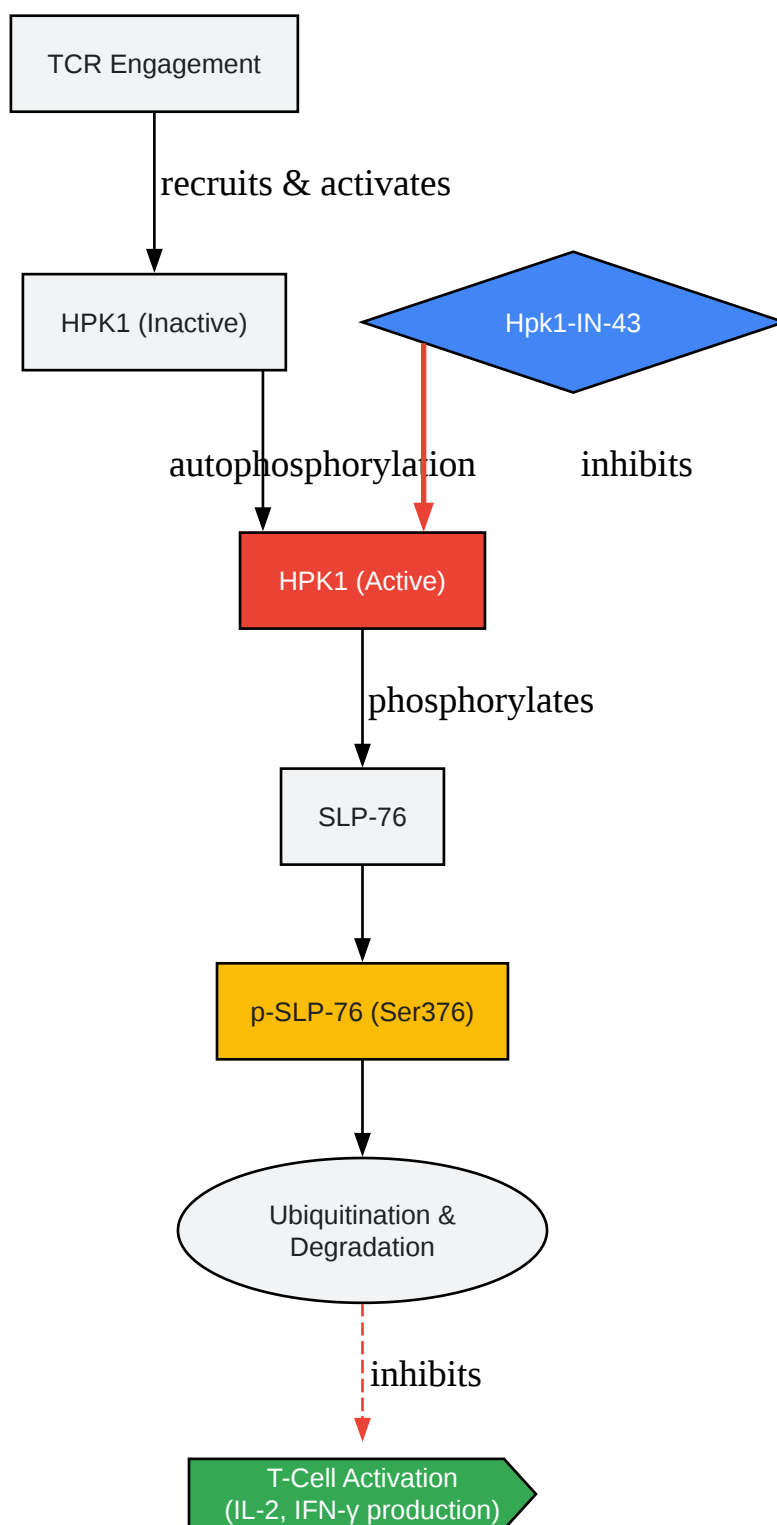 TCR Engagement
recruits & activates
HPK1 (Inactive)
Hpk1-IN-43
autophosphorylation
inhibits
HPK1 (Active)
phosphorylates
SLP-76
p-SLP-76 (Ser376)
Ubiquitination &
Degradation
inhibits
T-Cell Activation
(IL-2, IFN-γ production)